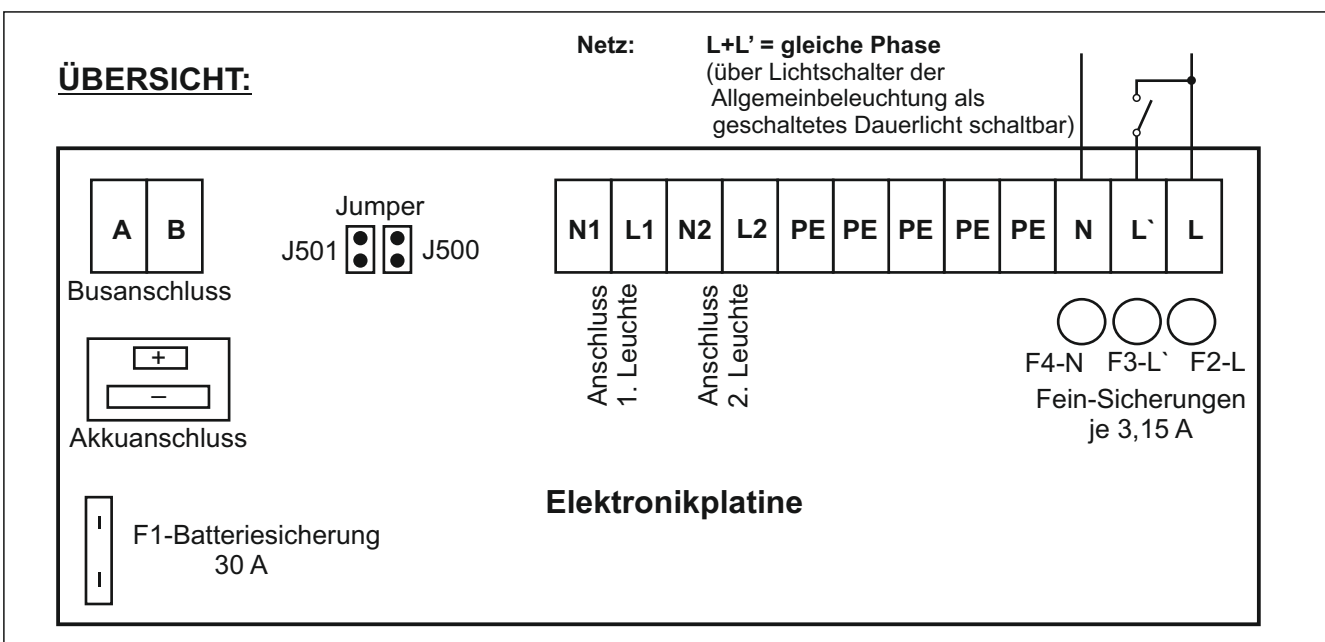 ÜBERSICHT:
Netz: L+L’ = gleiche Phase
(über Lichtschalter der
Allgemeinbeleuchtung als
geschaltetes Dauerlicht schaltbar)
A B
Busanschluss
Jumper
J501 J500
N1 L1 N2 L2 PE PE PE PE PE N L` L
Anschluss
1. Leuchte
Anschluss
2. Leuchte
F4-N F3-L` F2-L
Fein-Sicherungen
je 3,15 A
+
–
Akkuanschluss
Elektronikplatine
F1-Batteriesicherung
30 A